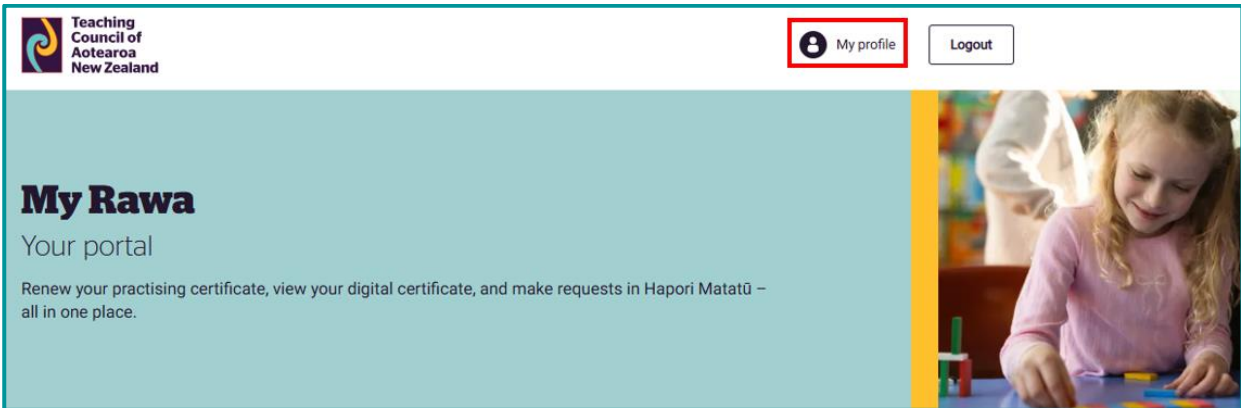 Teaching
Council of
Aotearoa
New Zealand
My profile
Logout
My Rawa
Your portal
Renew your practising certificate, view your digital certificate, and make requests in Hapori Matatū –
all in one place.